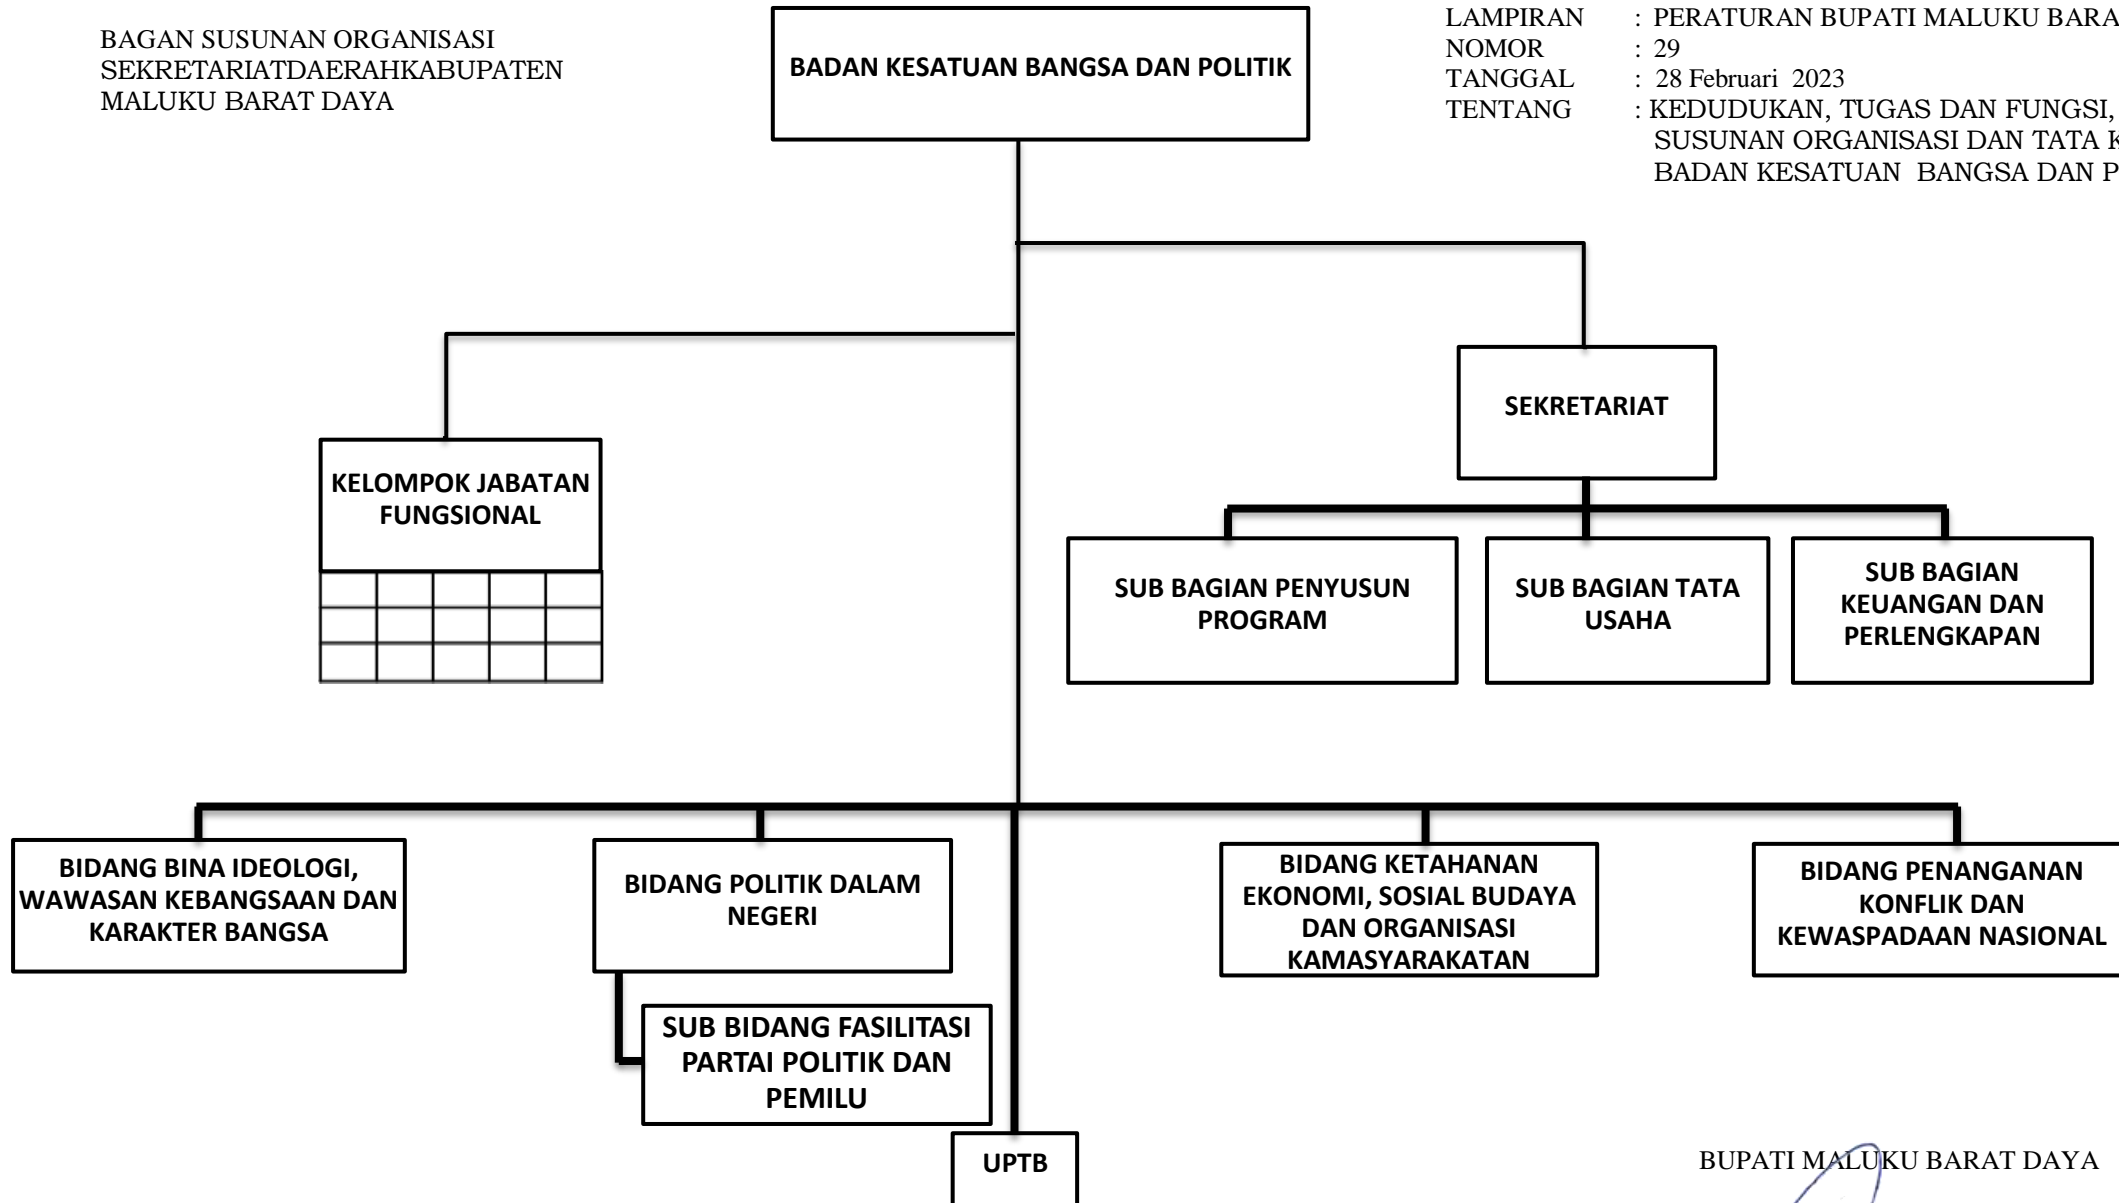 BAGAN SUSUNAN ORGANISASI
SEKRETARIATDAERAHKABUPATEN
MALUKU BARAT DAYA
BADAN KESATUAN BANGSA DAN POLITIK
LAMPIRAN : PERATURAN BUPATI MALUKU BARA
NOMOR : 29
TANGGAL : 28 Februari 2023
TENTANG : KEDUDUKAN, TUGAS DAN FUNGSI,
SUSUNAN ORGANISASI DAN TATA K
BADAN KESATUAN BANGSA DAN P
SEKRETARIAT
KELOMPOK JABATAN
FUNGSIONAL
SUB BAGIAN PENYUSUN
PROGRAM
SUB BAGIAN TATA
USAHA
SUB BAGIAN
KEUANGAN DAN
PERLENGKAPAN
BIDANG BINA IDEOLOGI,
WAWASAN KEBANGSAAN DAN
KARAKTER BANGSA
BIDANG POLITIK DALAM
NEGERI
BIDANG KETAHANAN
EKONOMI, SOSIAL BUDAYA
DAN ORGANISASI
KAMASYARAKATAN
BIDANG PENANGANAN
KONFLIK DAN
KEWASPADAAN NASIONAL
SUB BIDANG FASILITASI
PARTAI POLITIK DAN
PEMILU
UPTB
BUPATI MALUKU BARAT DAYA